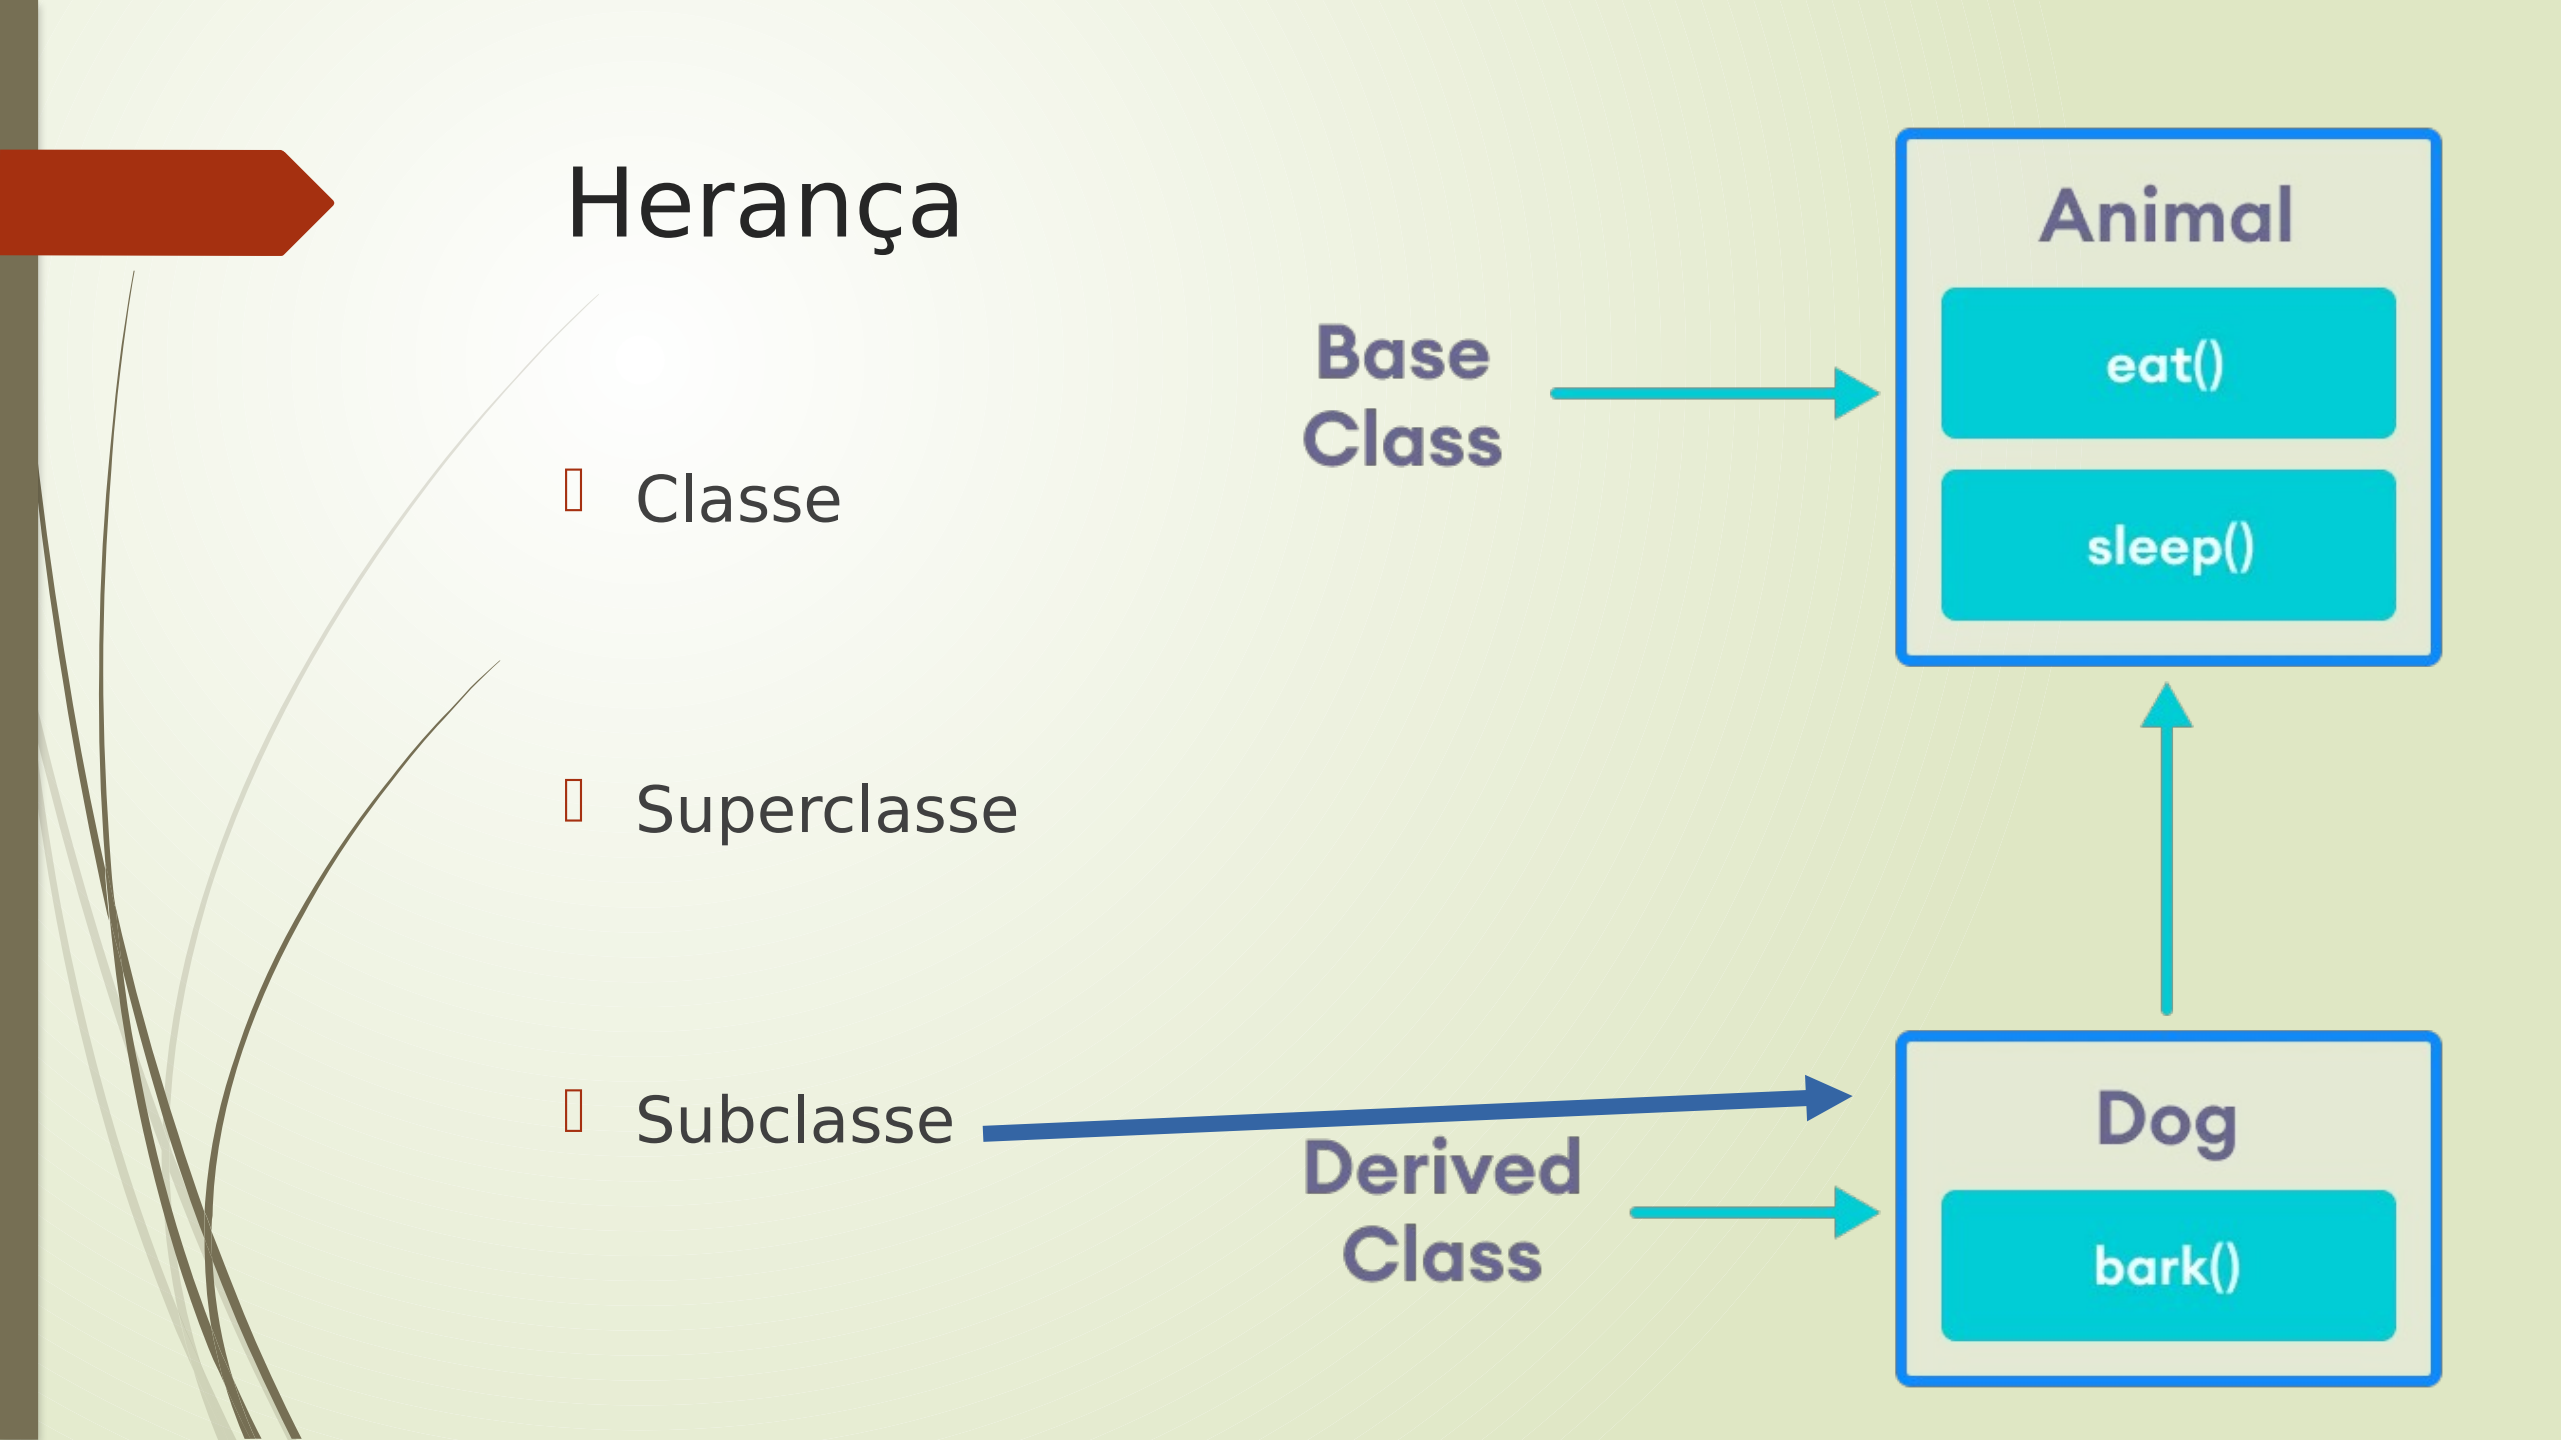 Herança
Classe
Superclasse
Subclasse
Base
Class
Animal
eat()
sleep()
Derived
Class
Dog
bark()